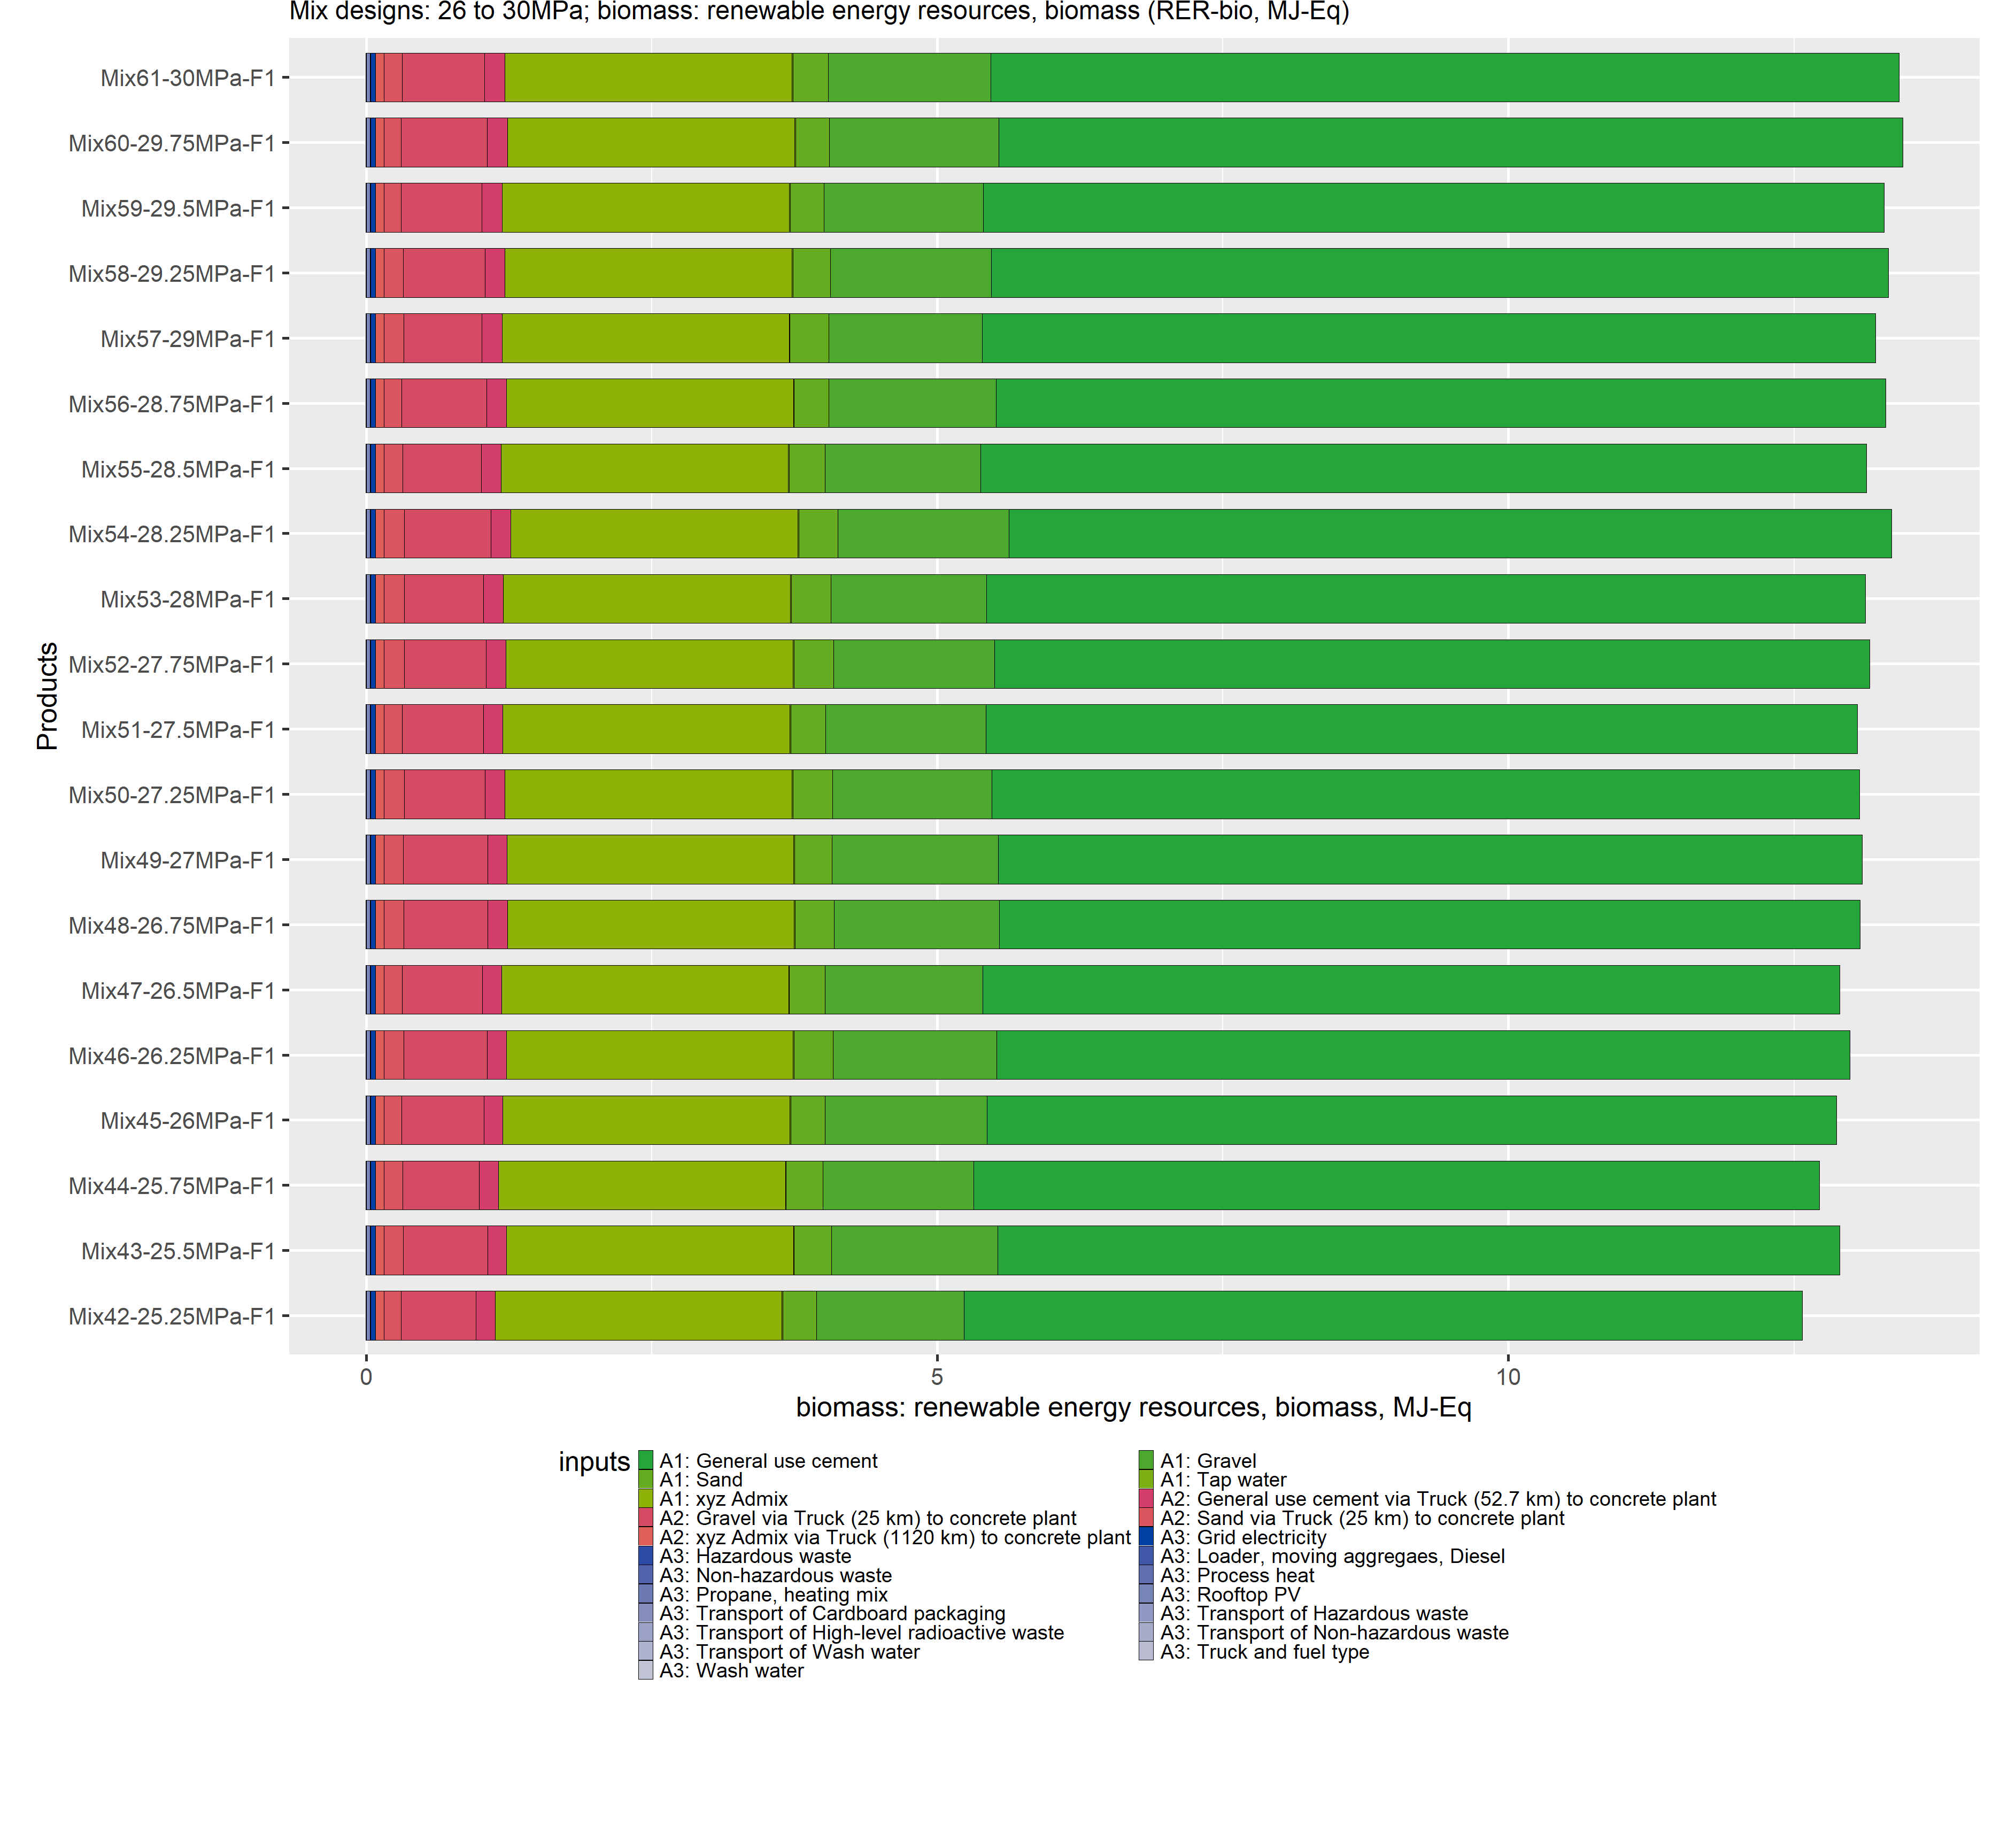 Mix designs: 26 to 30MPa; biomass: renewable energy resources, biomass (RER-bio, MJ-Eq)
Mix61-30MPa-F1
Mix60-29.75MPa-F1
Mix59-29.5MPa-F1
Mix58-29.25MPa-F1
Mix57-29MPa-F1
Mix56-28.75MPa-F1
Mix55-28.5MPa-F1
Mix54-28.25MPa-F1
Mix53-28MPa-F1
Mix52-27.75MPa-F1
Mix51-27.5MPa-F1
Mix50-27.25MPa-F1
Mix49-27MPa-F1
Mix48-26.75MPa-F1
Mix47-26.5MPa-F1
Mix46-26.25MPa-F1
Mix45-26MPa-F1
Mix44-25.75MPa-F1
Mix43-25.5MPa-F1
Mix42-25.25MPa-F1
Products
0 5 10
biomass: renewable energy resources, biomass, MJ-Eq
inputs
A1: General use cement
A1: Gravel
A1: Sand
A1: Tap water
A1: xyz Admix
A2: General use cement via Truck (52.7 km) to concrete plant
A2: Gravel via Truck (25 km) to concrete plant
A2: Sand via Truck (25 km) to concrete plant
A2: xyz Admix via Truck (1120 km) to concrete plant
A3: Grid electricity
A3: Hazardous waste
A3: Loader, moving aggregaes, Diesel
A3: Non-hazardous waste
A3: Process heat
A3: Propane, heating mix
A3: Rooftop PV
A3: Transport of Cardboard packaging
A3: Transport of Hazardous waste
A3: Transport of High-level radioactive waste
A3: Transport of Non-hazardous waste
A3: Transport of Wash water
A3: Truck and fuel type
A3: Wash water